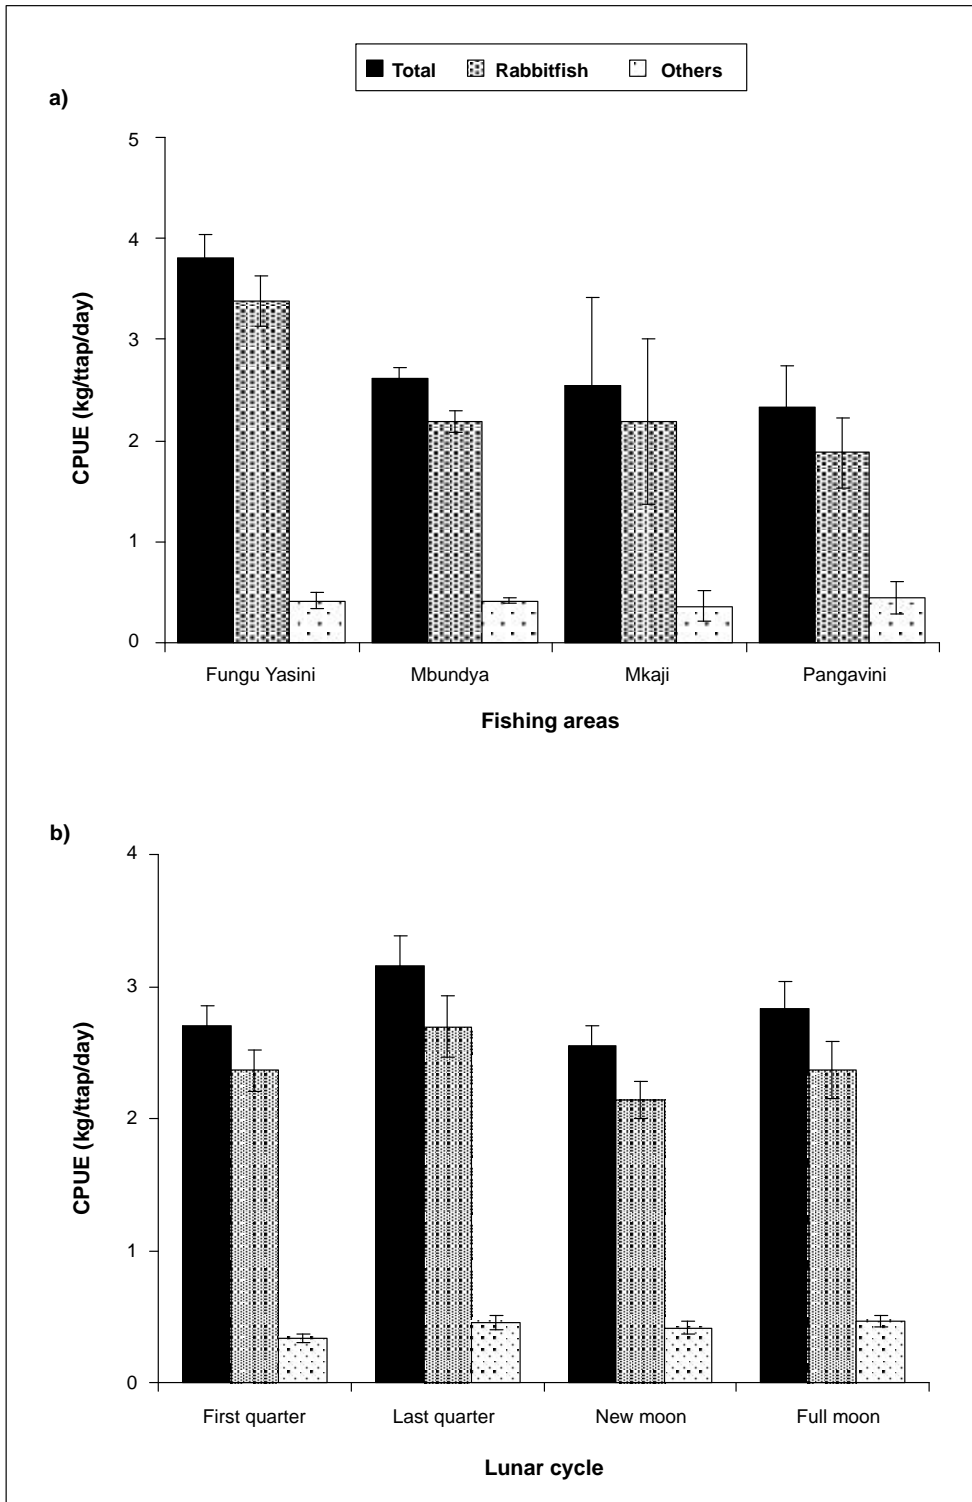 Total Rabbitfish Others
a)
5
4
3
2
1
0
CPUE (kg/ttap/day)
Fungu Yasini Mbundya Mkaji Pangavini
Fishing areas
b)
4
3
2
1
0
CPUE (kg/ttap/day)
First quarter Last quarter New moon Full moon
Lunar cycle